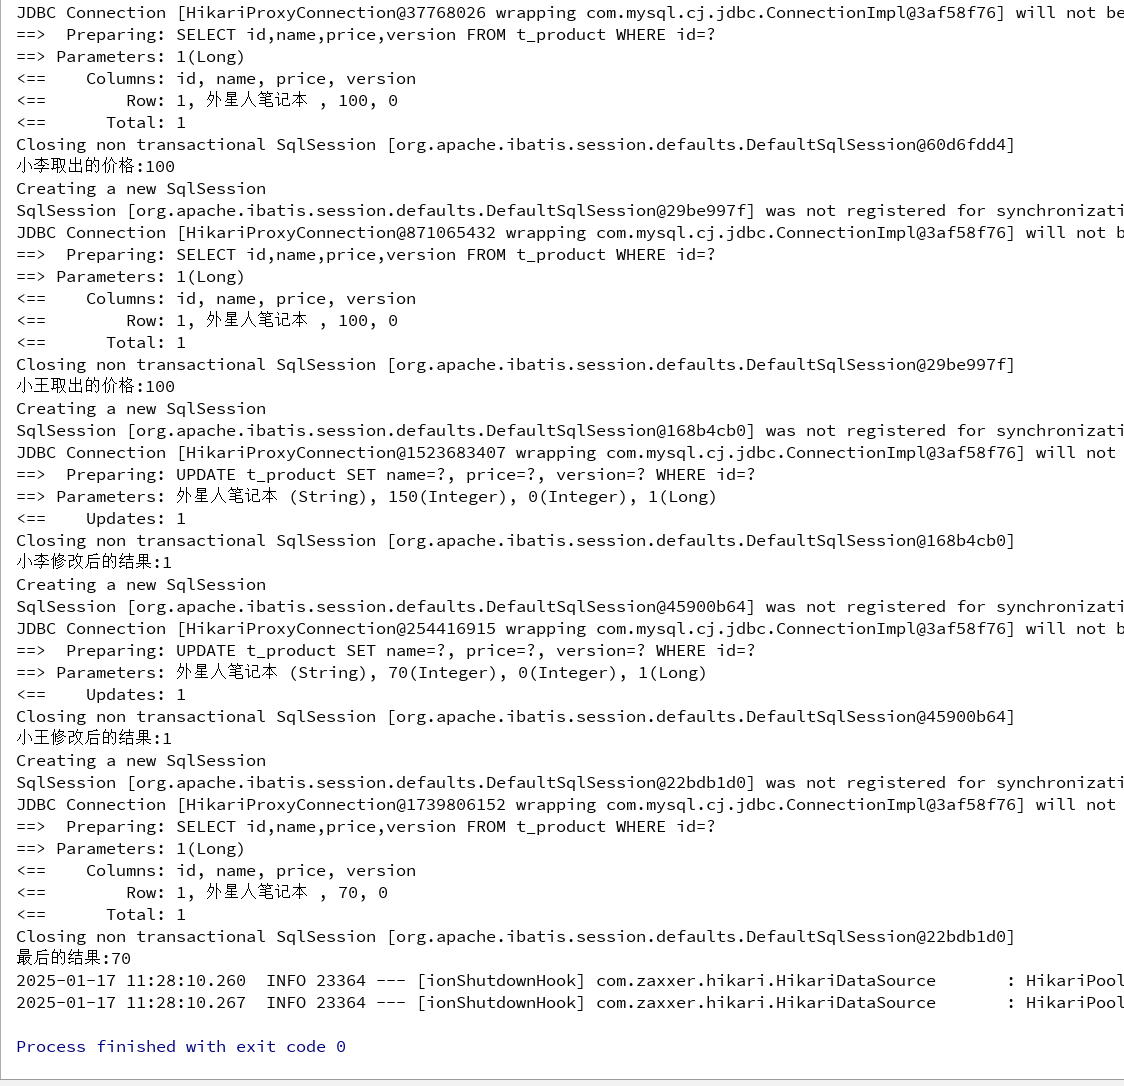 JDBC Connection [HikariProxyConnection@37768026 wrapping com.mysql.cj.jdbc.ConnectionImpl@3af58f76] will not be
==>  Preparing: SELECT id,name,price,version FROM t_product WHERE id=?
==> Parameters: 1(Long)
<==    Columns: id, name, price, version
<==        Row: 1, 外星人笔记本 , 100, 0
<==      Total: 1
Closing non transactional SqlSession [org.apache.ibatis.session.defaults.DefaultSqlSession@60d6fdd4]
小李取出的价格:100
Creating a new SqlSession
SqlSession [org.apache.ibatis.session.defaults.DefaultSqlSession@29be997f] was not registered for synchronizati
JDBC Connection [HikariProxyConnection@871065432 wrapping com.mysql.cj.jdbc.ConnectionImpl@3af58f76] will not b
==>  Preparing: SELECT id,name,price,version FROM t_product WHERE id=?
==> Parameters: 1(Long)
<==    Columns: id, name, price, version
<==        Row: 1, 外星人笔记本 , 100, 0
<==      Total: 1
Closing non transactional SqlSession [org.apache.ibatis.session.defaults.DefaultSqlSession@29be997f]
小王取出的价格:100
Creating a new SqlSession
SqlSession [org.apache.ibatis.session.defaults.DefaultSqlSession@168b4cb0] was not registered for synchronizati
JDBC Connection [HikariProxyConnection@1523683407 wrapping com.mysql.cj.jdbc.ConnectionImpl@3af58f76] will not
==>  Preparing: UPDATE t_product SET name=?, price=?, version=? WHERE id=?
==> Parameters: 外星人笔记本 (String), 150(Integer), 0(Integer), 1(Long)
<==    Updates: 1
Closing non transactional SqlSession [org.apache.ibatis.session.defaults.DefaultSqlSession@168b4cb0]
小李修改后的结果:1
Creating a new SqlSession
SqlSession [org.apache.ibatis.session.defaults.DefaultSqlSession@45900b64] was not registered for synchronizati
JDBC Connection [HikariProxyConnection@254416915 wrapping com.mysql.cj.jdbc.ConnectionImpl@3af58f76] will not b
==>  Preparing: UPDATE t_product SET name=?, price=?, version=? WHERE id=?
==> Parameters: 外星人笔记本 (String), 70(Integer), 0(Integer), 1(Long)
<==    Updates: 1
Closing non transactional SqlSession [org.apache.ibatis.session.defaults.DefaultSqlSession@45900b64]
小王修改后的结果:1
Creating a new SqlSession
SqlSession [org.apache.ibatis.session.defaults.DefaultSqlSession@22bdb1d0] was not registered for synchronizati
JDBC Connection [HikariProxyConnection@1739806152 wrapping com.mysql.cj.jdbc.ConnectionImpl@3af58f76] will not
==>  Preparing: SELECT id,name,price,version FROM t_product WHERE id=?
==> Parameters: 1(Long)
<==    Columns: id, name, price, version
<==        Row: 1, 外星人笔记本 , 70, 0
<==      Total: 1
Closing non transactional SqlSession [org.apache.ibatis.session.defaults.DefaultSqlSession@22bdb1d0]
最后的结果:70
2025-01-17 11:28:10.260  INFO 23364 --- [ionShutdownHook] com.zaxxer.hikari.HikariDataSource       : HikariPool
2025-01-17 11:28:10.267  INFO 23364 --- [ionShutdownHook] com.zaxxer.hikari.HikariDataSource       : HikariPool
Process finished with exit code 0